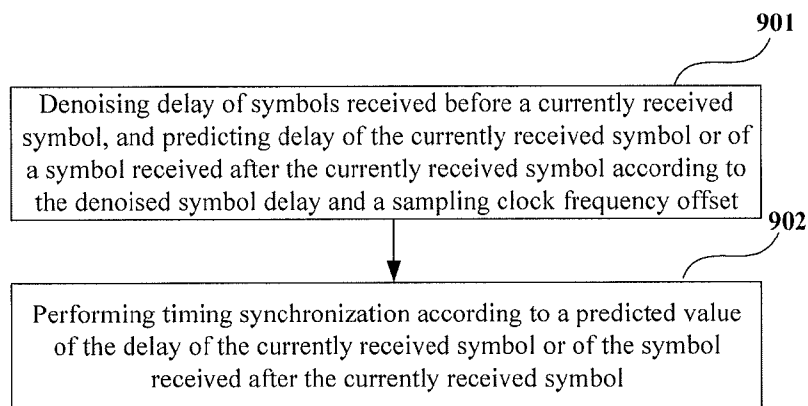 901
Denoising delay of symbols received before a currently received
symbol, and predicting delay of the currently received symbol or of
a symbol received after the currently received symbol according to
the denoised symbol delay and a sampling clock frequency offset
902
Performing timing synchronization according to a predicted value
of the delay of the currently received symbol or of the symbol
received after the currently received symbol